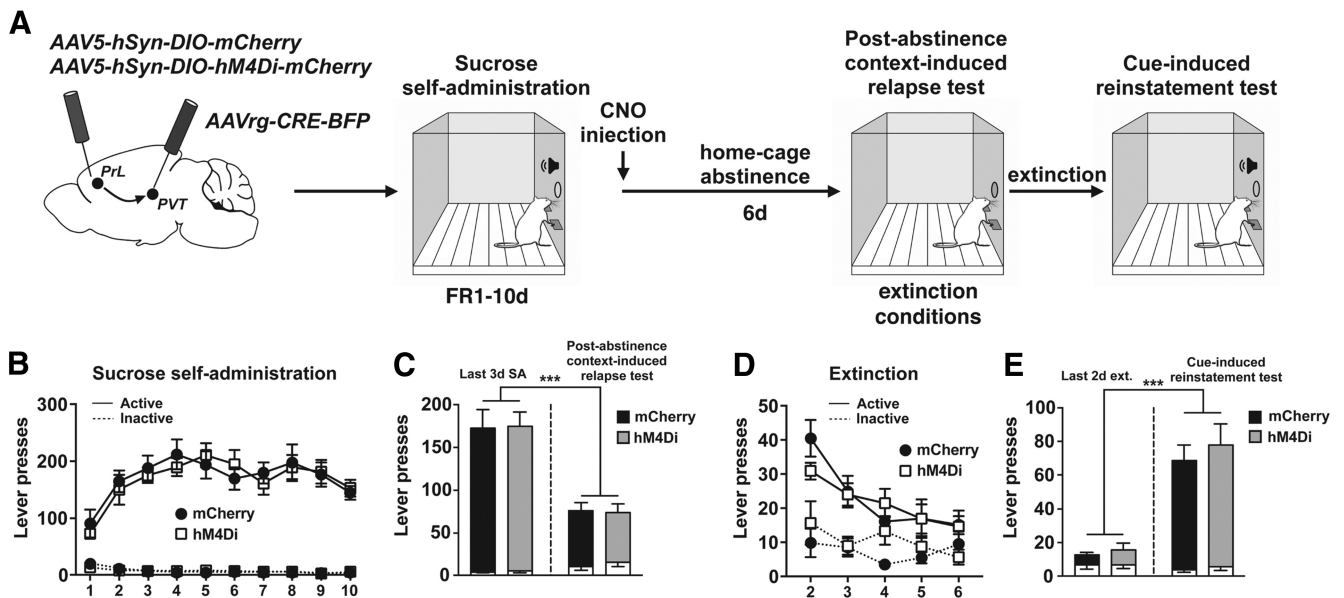 A
AAV5-hSyn-DIO-mCherry
AAV5-hSyn-DIO-hM4Di-mCherry
AAVrg-CRE-BFP
PrL
PVT
Sucrose
self-administration
FR1-10d
CNO
injection
home-cage
abstinence
6d
Post-abstinence
context-induced
relapse test
extinction
conditions
extinction
Cue-induced
reinstatement test
B
Sucrose self-administration
Active
Inactive
Lever presses
300
200
100
0
mCherry
hM4Di
1 2 3 4 5 6 7 8 9 10
C
Last 3d SA
***
Post-abstinence
context-induced
relapse test
Lever presses
200
150
100
50
0
mCherry
hM4Di
D
Extinction
Active
Inactive
Lever presses
50
40
30
20
10
0
mCherry
hM4Di
2 3 4 5 6
E
Last 2d ext.
***
Cue-induced
reinstatement test
Lever presses
100
80
60
40
20
0
mCherry
hM4Di